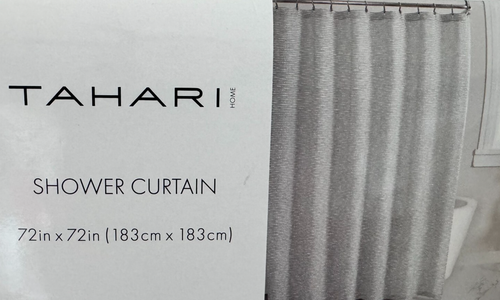 TAHARI HOME
SHOWER CURTAIN
72in x 72in (183cm x 183cm)